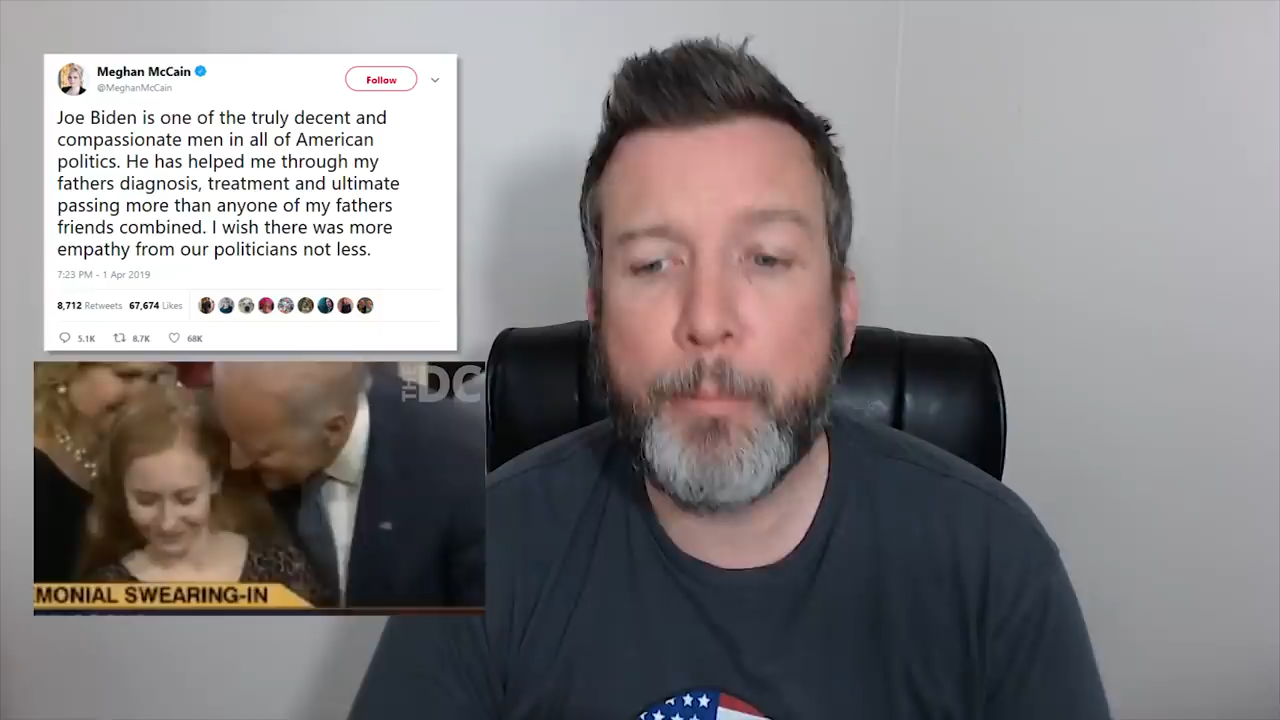 Meghan McCain
@MeghanMcCain
Follow
Joe Biden is one of the truly decent and
compassionate men in all of American
politics. He has helped me through my
fathers diagnosis, treatment and ultimate
passing more than anyone of my fathers
friends combined. I wish there was more
empathy from our politicians not less.
7:23 PM - 1 Apr 2019
8,712 Retweets 67,674 Likes
5.1K 8.7K 68K
THE DC
MONIAL SWEARING-IN